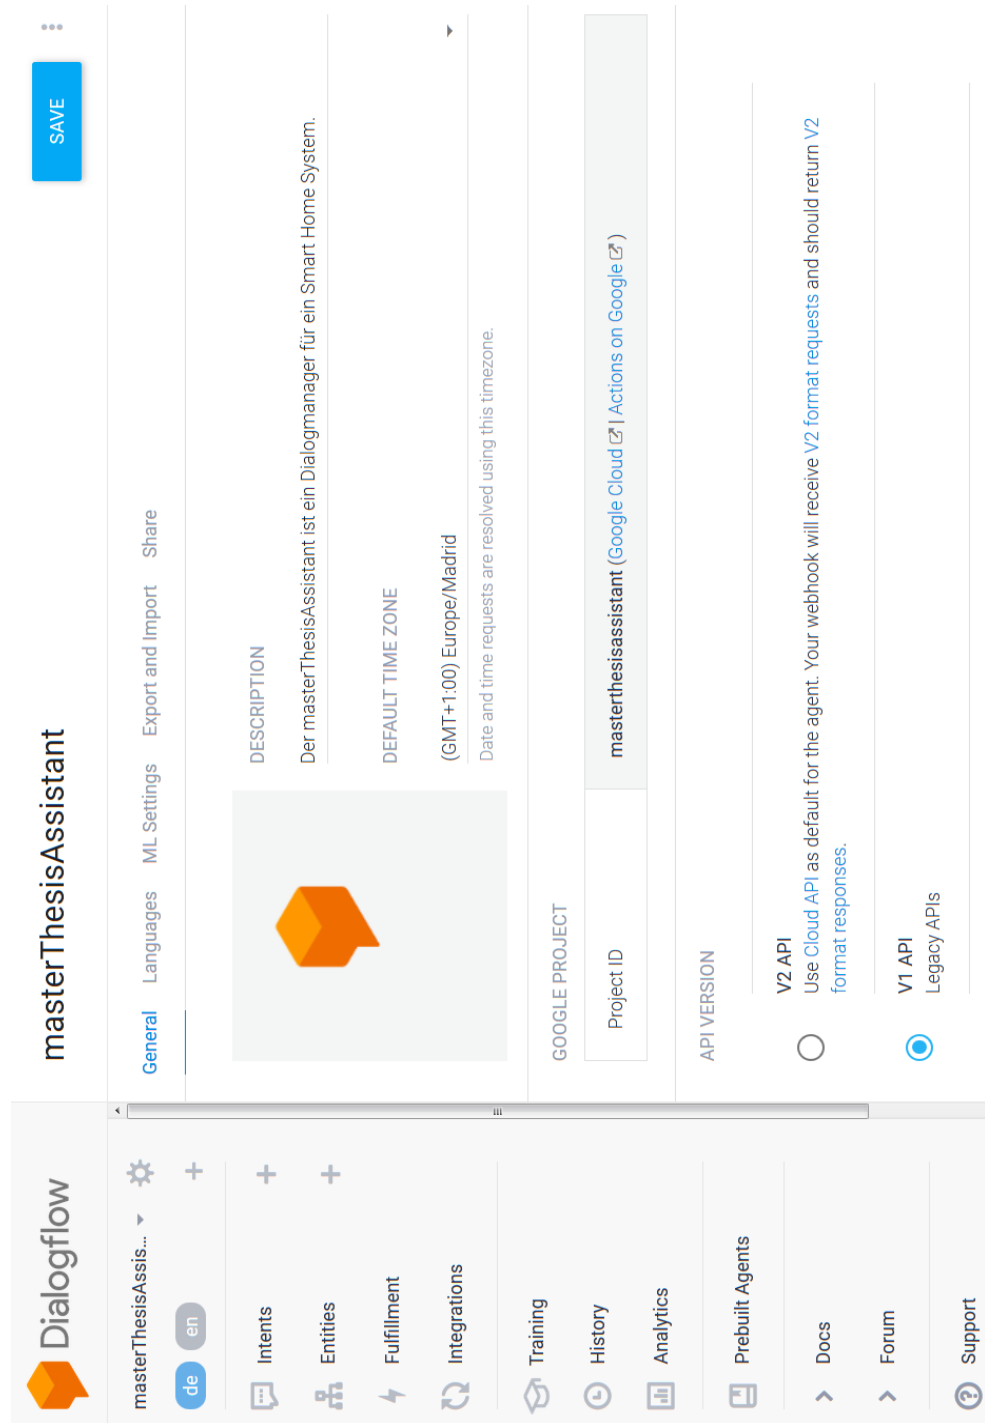 Dialogflow
masterThesisAssis...
de
en
Intents
Entities
Fulfillment
Integrations
Training
History
Analytics
Prebuilt Agents
Docs
Forum
Support
masterThesisAssistant
SAVE
General Languages ML Settings Export and Import Share
DESCRIPTION
Der masterThesisAssistant ist ein Dialogmanager für ein Smart Home System.
DEFAULT TIME ZONE
(GMT+1:00) Europe/Madrid
Date and time requests are resolved using this timezone.
GOOGLE PROJECT
Project ID
masterthesisassistant (Google Cloud | Actions on Google )
API VERSION
V2 API
Use Cloud API as default for the agent. Your webhook will receive V2 format requests and should return V2
format responses.
V1 API
Legacy APIs